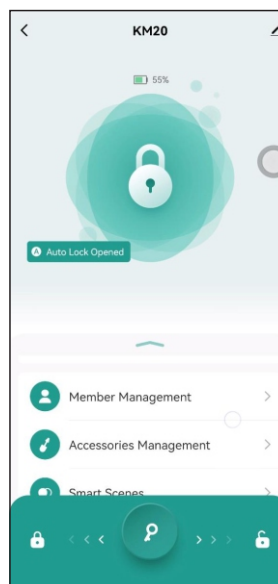 KM20
55%
A Auto Lock Opened
Member Management
Accessories Management
Smart Scenes